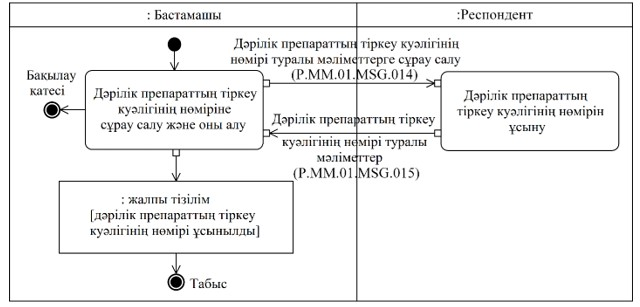 : Бастамашы
:Респондент
Дәрілік препараттың тіркеу куәлігінің
нөмірі туралы мәліметтерге сұрау салу
(P.MM.01.MSG.014)
Бақылау
қатесі
Дәрілік препараттың тіркеу
куәлігінің нөміріне
сұрау салу және оны алу
Дәрілік препараттың
тіркеу куәлігінің нөмірін
ұсыну
Дәрілік препараттың тіркеу
куәлігінің нөмірі туралы
мәліметтер
(P.MM.01.MSG.015)
: жалпы тізілім
[дәрілік препараттың тіркеу
куәлігінің нөмірі ұсынылды]
Табыс